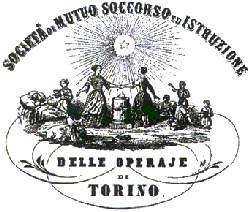 SOCIETÀ DI MUTUO SOCCORSO ED ISTRUZIONE
DELLE OPERAJE
DI
TORINO